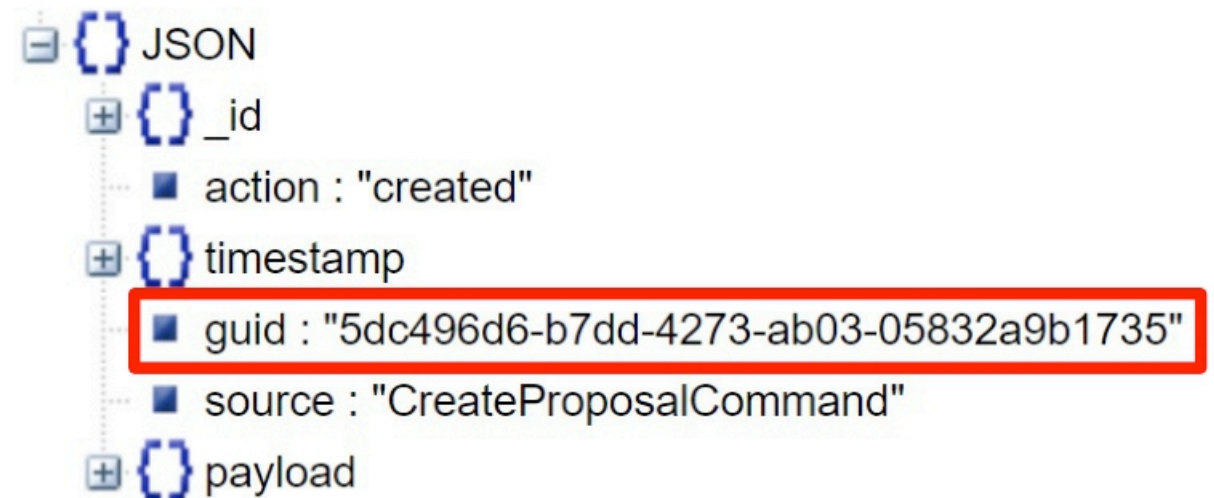 JSON
_id
action : "created"
timestamp
guid : "5dc496d6-b7dd-4273-ab03-05832a9b1735"
source : "CreateProposalCommand"
payload